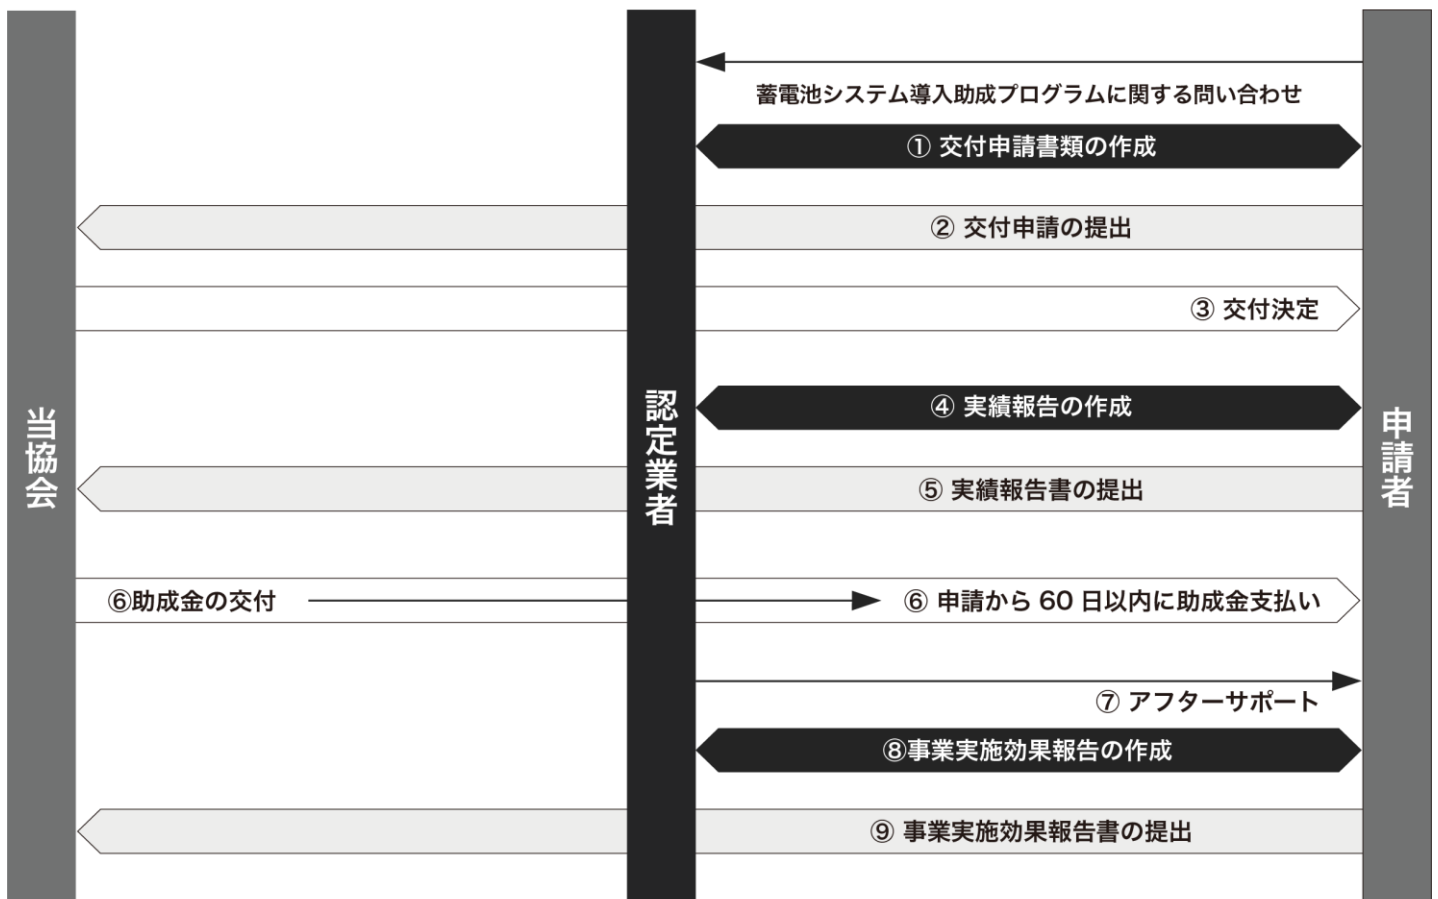 蓄電池システム導入助成プログラムに関する問い合わせ
① 交付申請書類の作成
② 交付申請の提出
③ 交付決定
④ 実績報告の作成
当協会
認定業者
申請者
⑤ 実績報告書の提出
⑥助成金の交付
⑥ 申請から 60 日以内に助成金支払い
⑦ アフターサポート
⑧事業実施効果報告の作成
⑨ 事業実施効果報告書の提出